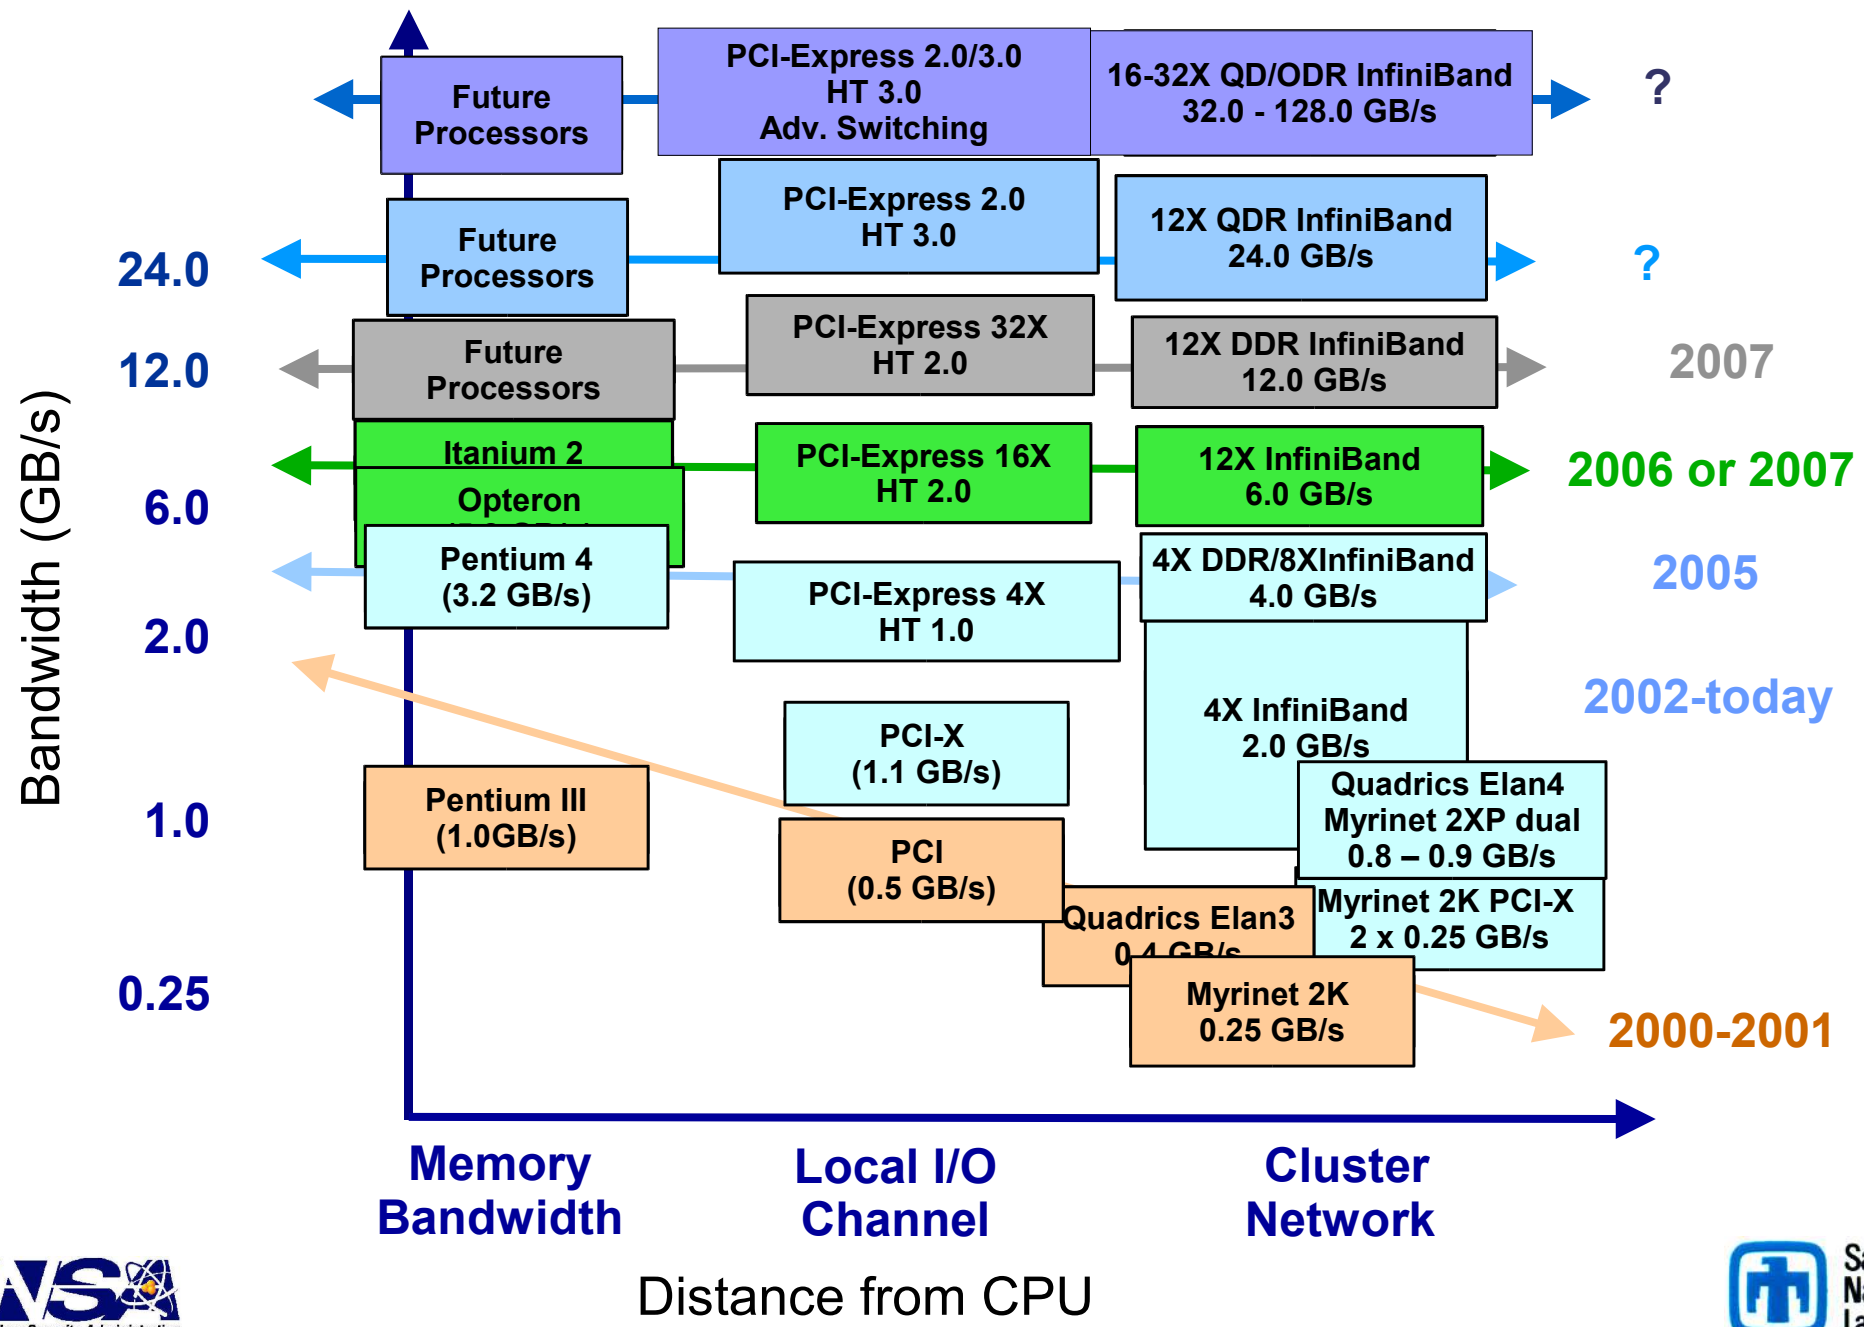 PCI-Express 2.0/3.0
HT 3.0
Adv. Switching
16-32X QD/ODR InfiniBand
32.0 - 128.0 GB/s
?
Future
Processors
PCI-Express 2.0
HT 3.0
12X QDR InfiniBand
24.0 GB/s
?
24.0
Future
Processors
PCI-Express 32X
HT 2.0
12X DDR InfiniBand
12.0 GB/s
2007
12.0
Future
Processors
Itanium 2
PCI-Express 16X
HT 2.0
12X InfiniBand
6.0 GB/s
2006 or 2007
6.0
Opteron
Pentium 4
(3.2 GB/s)
PCI-Express 4X
HT 1.0
4X DDR/8XInfiniBand
4.0 GB/s
2005
2.0
Bandwidth (GB/s)
2002-today
4X InfiniBand
2.0 GB/s
PCI-X
(1.1 GB/s)
Pentium III
(1.0GB/s)
1.0
Quadrics Elan4
Myrinet 2XP dual
0.8 – 0.9 GB/s
PCI
(0.5 GB/s)
Quadrics Elan3
0.4 GB/s
Myrinet 2K PCI-X
2 x 0.25 GB/s
0.25
Myrinet 2K
0.25 GB/s
2000-2001
Memory
Bandwidth
Local I/O
Channel
Cluster
Network
Distance from CPU